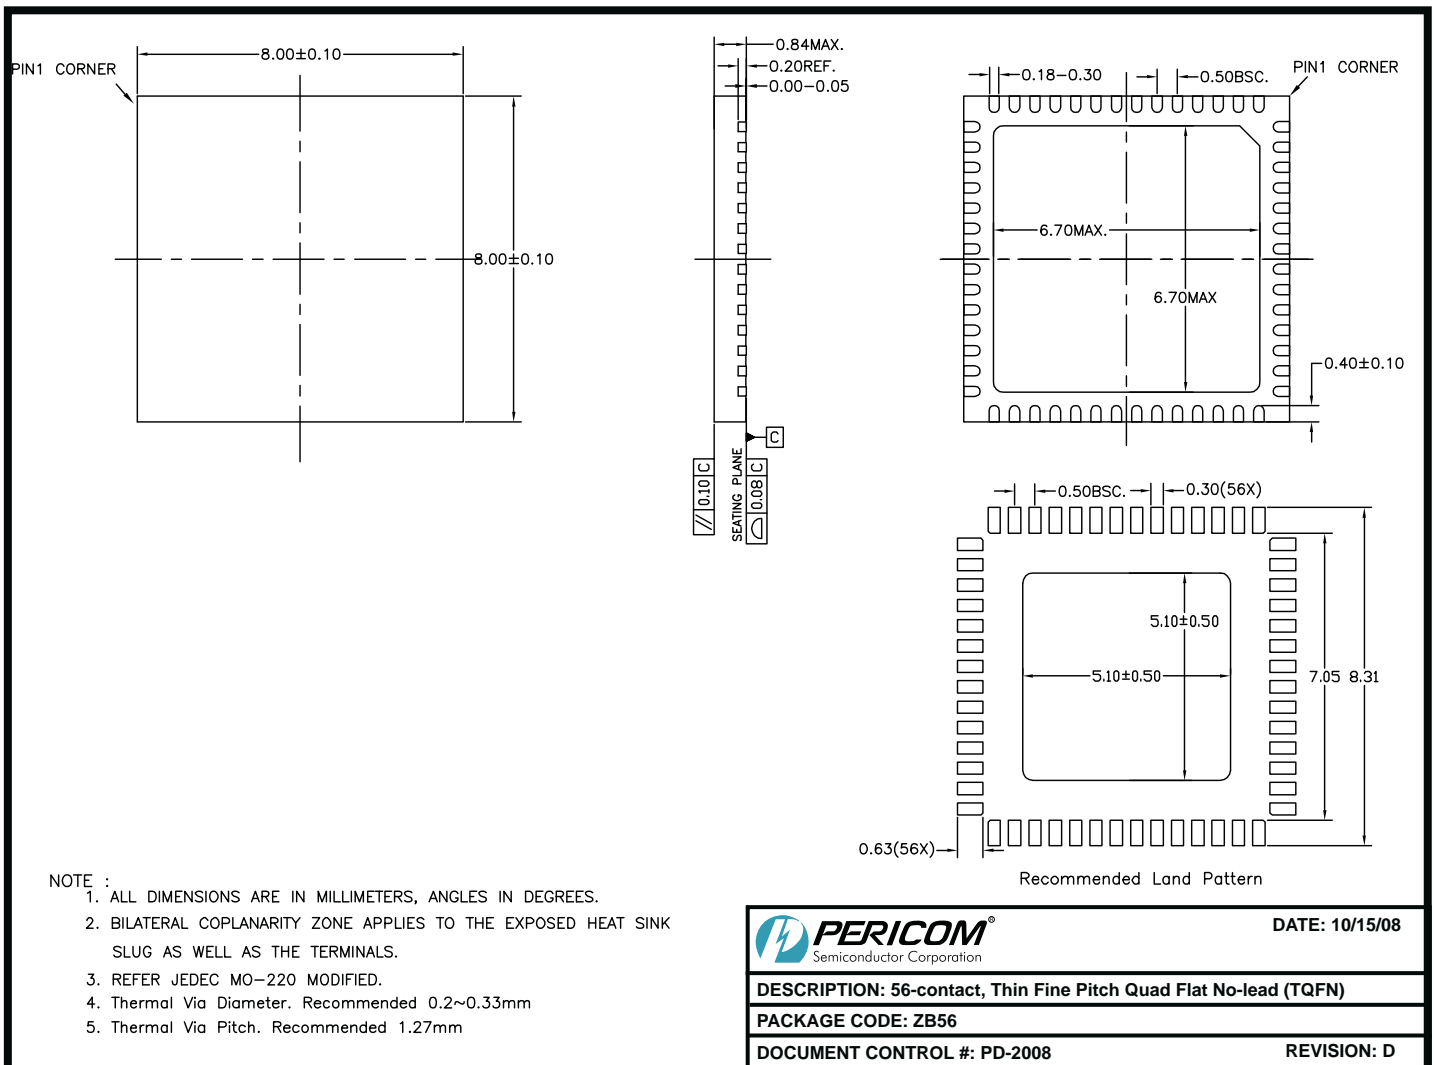 8.00±0.10
PIN1 CORNER
8.00±0.10
0.84MAX.
0.20REF.
0.00-0.05
C
// 0.10 C
SEATING PLANE
0.08 C
0.18-0.30
0.50BSC.
PIN1 CORNER
6.70MAX.
6.70MAX
0.40±0.10
0.50BSC.
0.30(56X)
5.10±0.50
5.10±0.50
7.05 8.31
0.63(56X)
Recommended Land Pattern
NOTE :
1. ALL DIMENSIONS ARE IN MILLIMETERS, ANGLES IN DEGREES.
2. BILATERAL COPLANARITY ZONE APPLIES TO THE EXPOSED HEAT SINK
SLUG AS WELL AS THE TERMINALS.
3. REFER JEDEC MO-220 MODIFIED.
4. Thermal Via Diameter. Recommended 0.2~0.33mm
5. Thermal Via Pitch. Recommended 1.27mm
PERICOM®
Semiconductor Corporation
DATE: 10/15/08
DESCRIPTION: 56-contact, Thin Fine Pitch Quad Flat No-lead (TQFN)
PACKAGE CODE: ZB56
DOCUMENT CONTROL #: PD-2008
REVISION: D